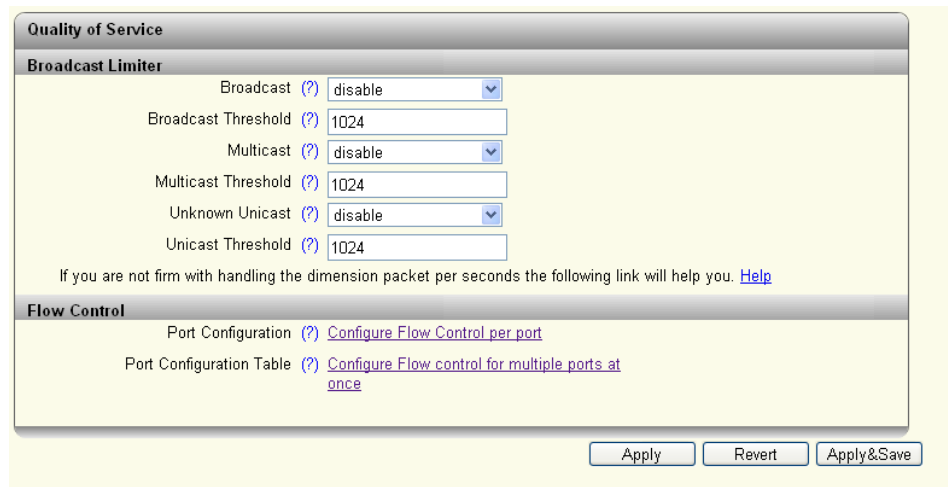 Quality of Service
Broadcast Limiter
Broadcast (?) disable
Broadcast Threshold (?) 1024
Multicast (?) disable
Multicast Threshold (?) 1024
Unknown Unicast (?) disable
Unicast Threshold (?) 1024
If you are not firm with handling the dimension packet per seconds the following link will help you. Help
Flow Control
Port Configuration (?) Configure Flow Control per port
Port Configuration Table (?) Configure Flow control for multiple ports at
once
Apply Revert Apply&Save